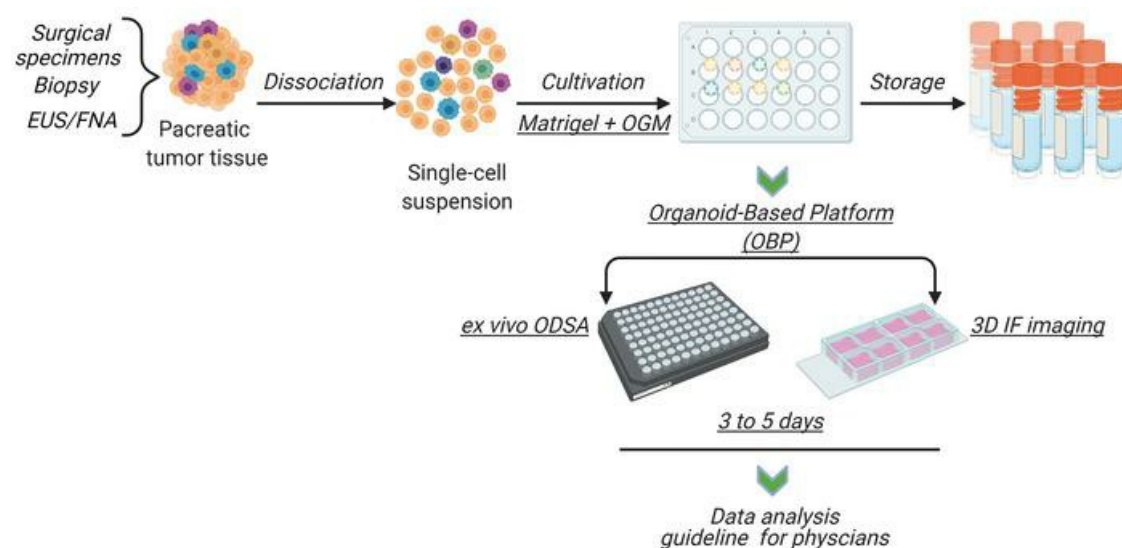 Surgical
specimens
Biopsy
EUS/FNA
Pacreatic
tumor tissue
Dissociation
Single-cell
suspension
Cultivation
Matrigel + OGM
Storage
Organoid-Based Platform
(OBP)
ex vivo ODSA
3D IF imaging
3 to 5 days
Data analysis
guideline for physcians